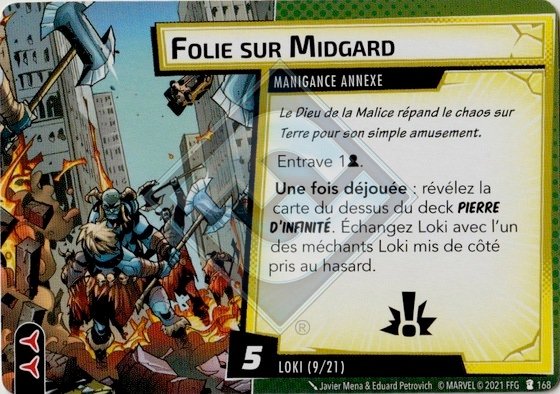 Folie sur Midgard
MANIGANCE ANNEXE
Le Dieu de la Malice répand le chaos sur
Terre pour son simple amusement.
Entrave 1.
Une fois déjouée : révélez la
carte du dessus du deck PIERRE
D'INFINITÉ. Échangez Loki avec l'un
des méchants Loki mis de côté
pris au hasard.
®
5
LOKI (9/21)
Javier Mena & Eduard Petrovich © MARVEL © 2021 FFG 168